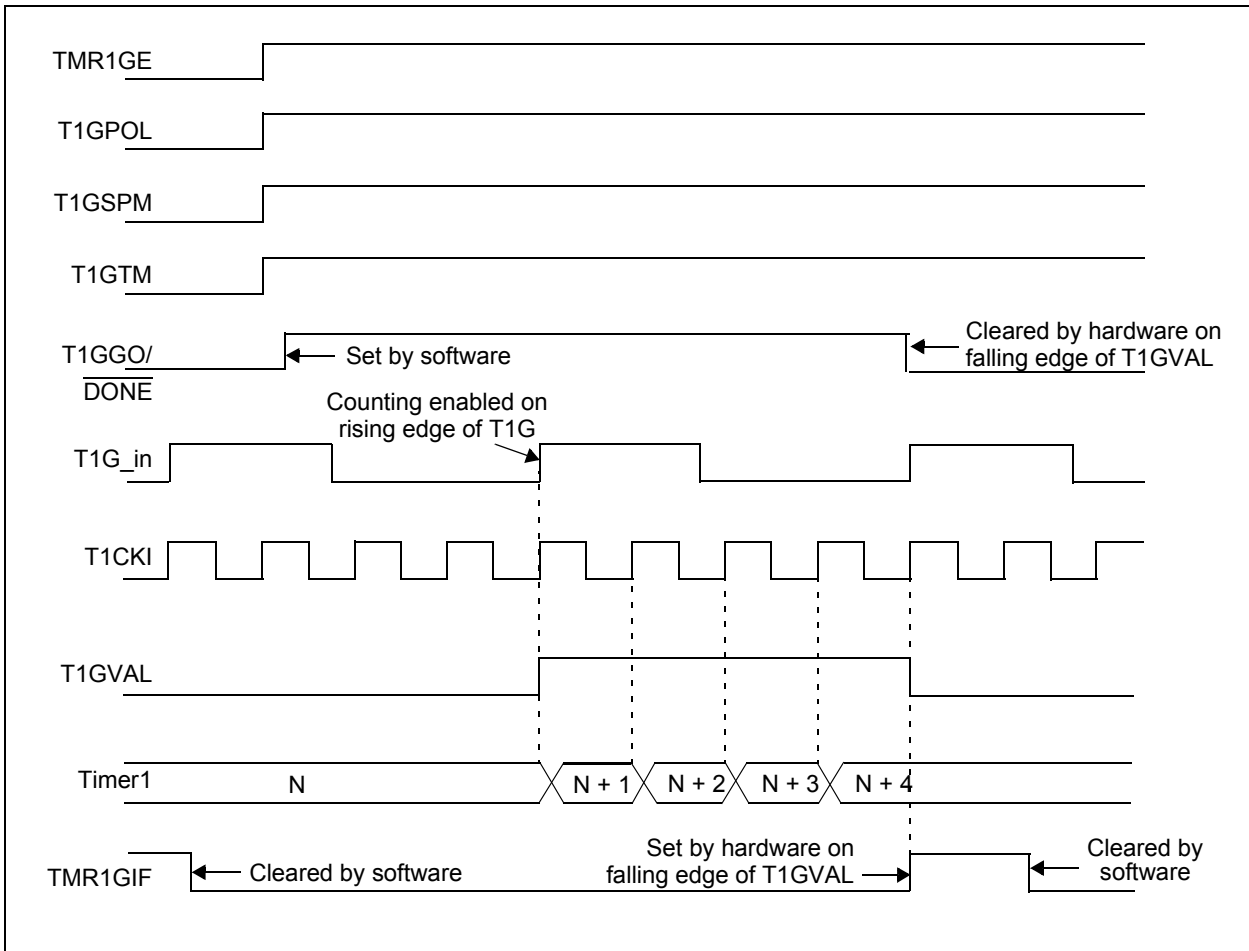 TMR1GE
T1GPOL
T1GSPM
T1GTM
T1GGO/
DONE
Set by software
Cleared by hardware on
falling edge of T1GVAL
Counting enabled on
rising edge of T1G
T1G_in
T1CKI
T1GVAL
Timer1
N
N + 1
N + 2
N + 3
N + 4
TMR1GIF
Cleared by software
Set by hardware on
falling edge of T1GVAL
Cleared by
software